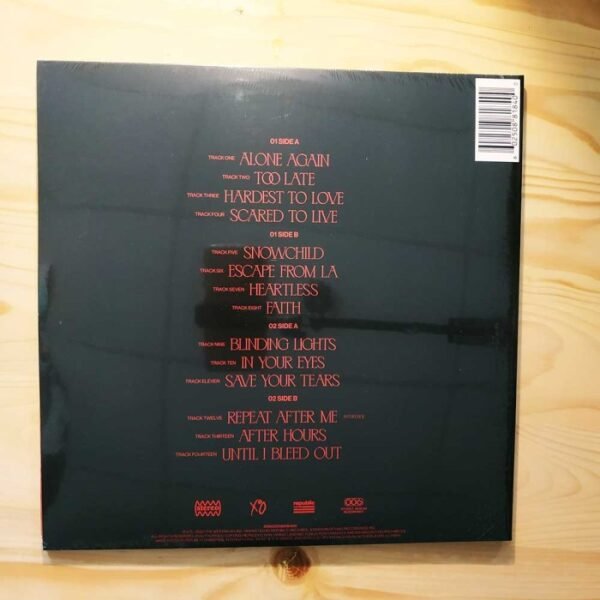 01 SIDE A
TRACK ONE ALONE AGAIN
TRACK TWO TOO LATE
TRACK THREE HARDEST TO LOVE
TRACK FOUR SCARED TO LIVE
01 SIDE B
TRACK FIVE SNOWCHILD
TRACK SIX ESCAPE FROM LA
TRACK SEVEN HEARTLESS
TRACK EIGHT FAITH
02 SIDE A
TRACK NINE BLINDING LIGHTS
TRACK TEN IN YOUR EYES
TRACK ELEVEN SAVE YOUR TEARS
02 SIDE B
TRACK TWELVE REPEAT AFTER ME
TRACK THIRTEEN AFTER HOURS
TRACK FOURTEEN UNTIL I BLEED OUT
stereo
XO
republic